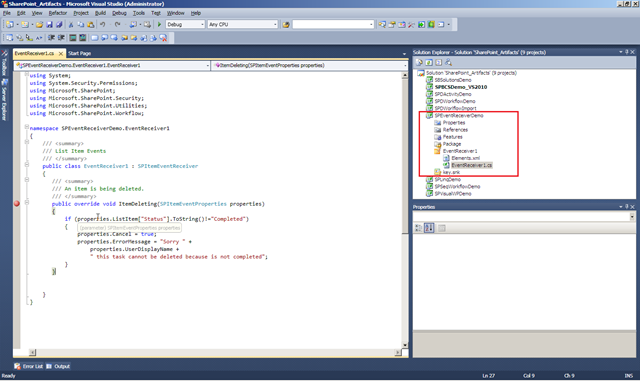 SharePoint_Artifacts - Microsoft Visual Studio (Administrator)
File Edit View Refactor Project Build Debug Data Tools Test Window Help
Debug Any CPU
EventReceiver1.cs Start Page
SPEventReceiverDemo.EventReceiver1.EventReceiver1 ItemDeleting(SPItemEventProperties properties)
Toolbox
Server Explorer
using System;
using System.Security.Permissions;
using Microsoft.SharePoint;
using Microsoft.SharePoint.Security;
using Microsoft.SharePoint.Utilities;
using Microsoft.SharePoint.Workflow;
namespace SPEventReceiverDemo.EventReceiver1
{
/// <summary>
/// List Item Events
/// </summary>
public class EventReceiver1 : SPItemEventReceiver
{
/// <summary>
/// An item is being deleted.
/// </summary>
public override void ItemDeleting(SPItemEventProperties properties)
{
if (properties.ListItem["Status"].ToString()!="Completed")
{
(parameter) SPItemEventProperties properties
properties.Cancel = true;
properties.ErrorMessage = "Sorry " +
properties.UserDisplayName +
" this task cannot be deleted because is not completed";
}
}
}
}
Error List Output
Solution Explorer - Solution 'SharePoint_Artifacts' (9 projects)
Solution 'SharePoint_Artifacts' (9 projects)
SBSolutionsDemo
SPBCSDemo_VS2010
SPDActivityDemo
SPDWorkflowDemo
SPDWorkflowImport
SPEventReceiverDemo
Properties
References
Features
Package
EventReceiver1
Elements.xml
EventReceiver1.cs
key.snk
SPLinqDemo
SPSeqWorkflowDemo
SPVisualWPDemo
Properties
Ready Ln 27 Col 9 Ch 9 INS